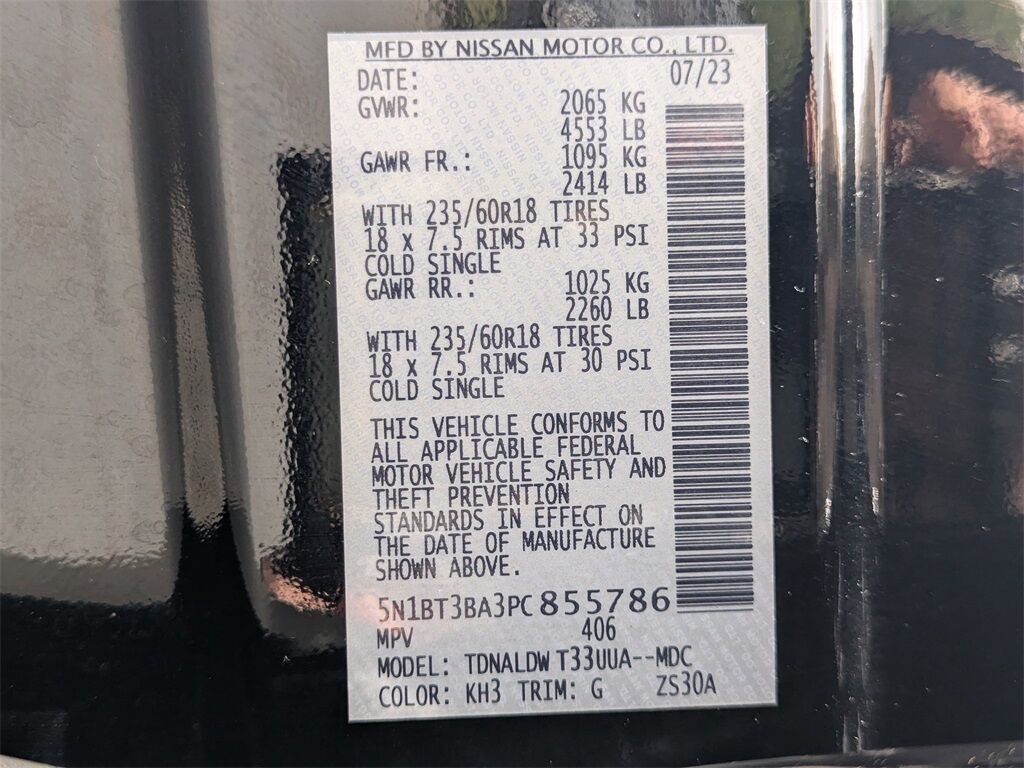 MFD BY NISSAN MOTOR CO., LTD.
DATE: 07/23
GVWR: 2065 KG
4553 LB
GAWR FR.: 1095 KG
2414 LB
WITH 235/60R18 TIRES
18 x 7.5 RIMS AT 33 PSI
COLD SINGLE
GAWR RR.: 1025 KG
2260 LB
WITH 235/60R18 TIRES
18 x 7.5 RIMS AT 30 PSI
COLD SINGLE
THIS VEHICLE CONFORMS TO
ALL APPLICABLE FEDERAL
MOTOR VEHICLE SAFETY AND
THEFT PREVENTION
STANDARDS IN EFFECT ON
THE DATE OF MANUFACTURE
SHOWN ABOVE.
5N1BT3BA3PC855786
MPV 406
MODEL: TDNALDW T33UUA--MDC
COLOR: KH3 TRIM: G ZS30A